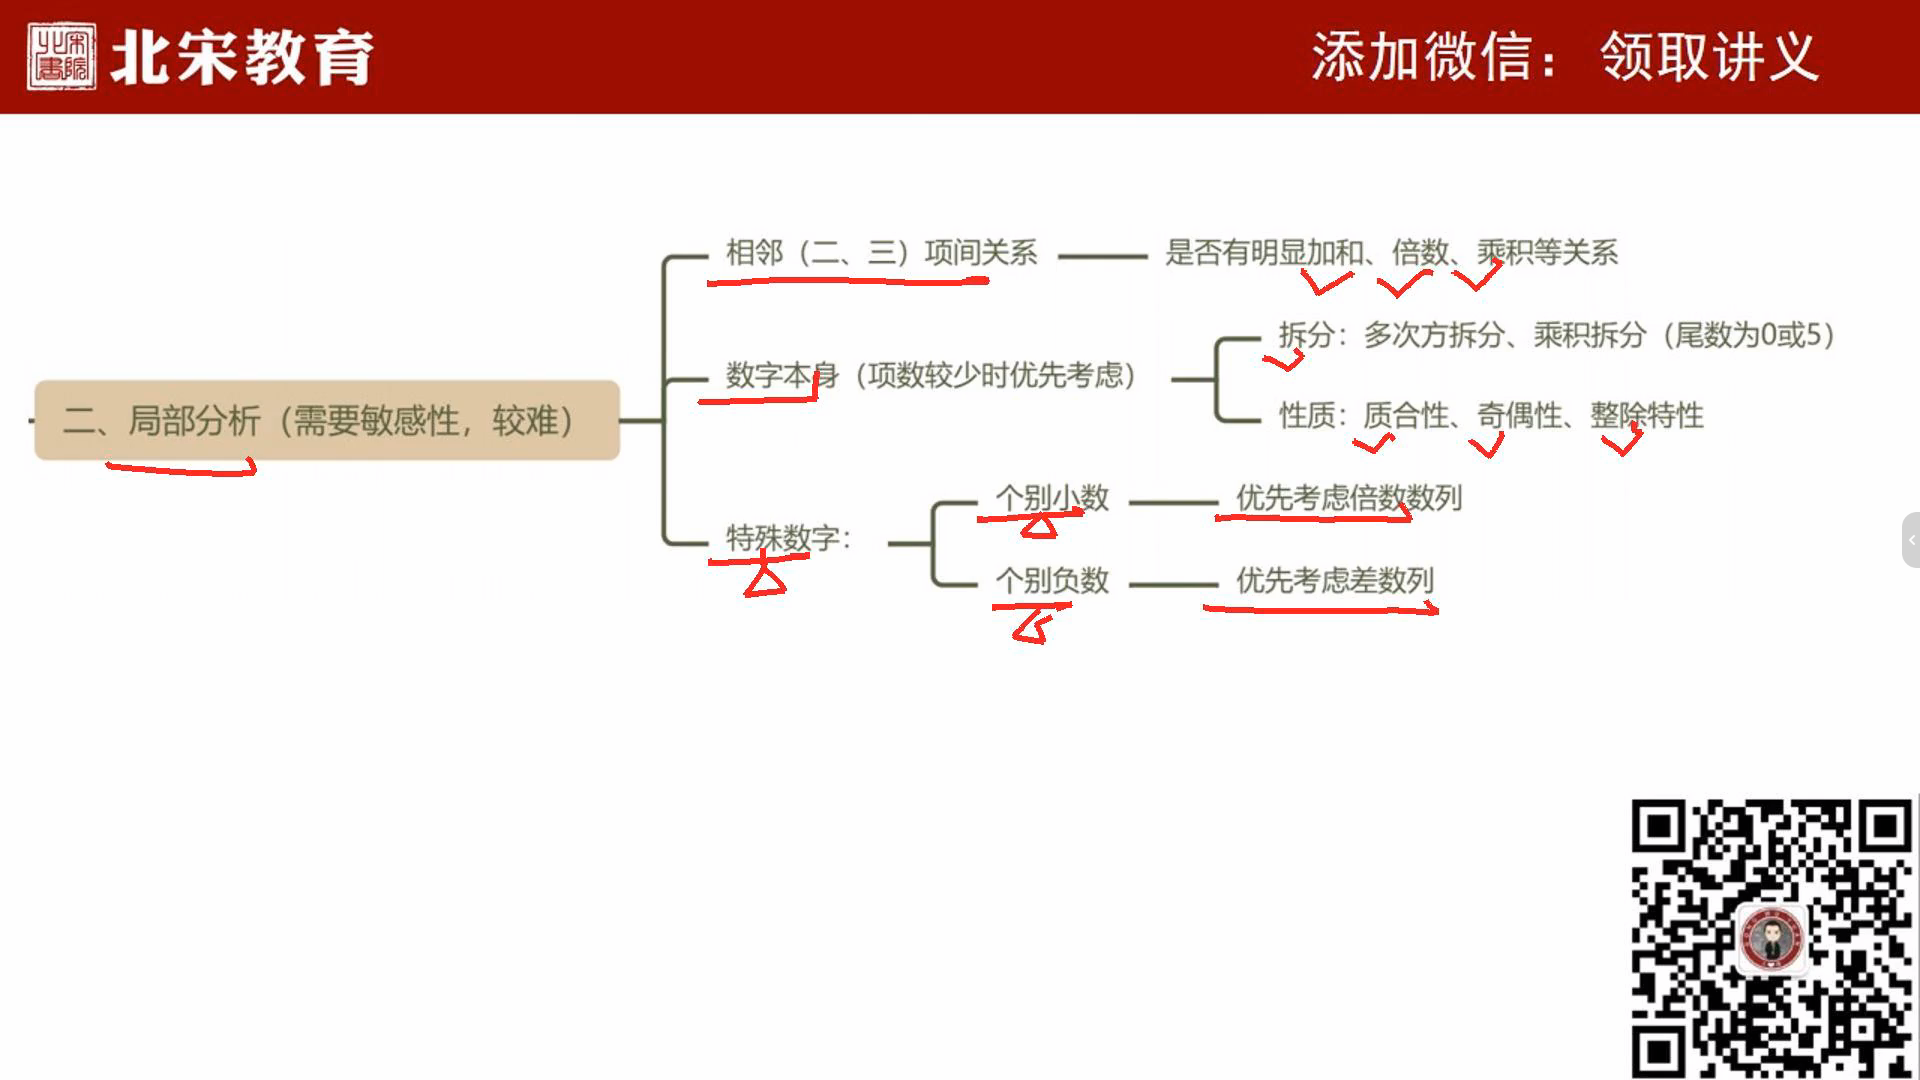 北宋書院
北宋教育
添加微信：领取讲义
相邻（二、三）项间关系
是否有明显加和、倍数、乘积等关系
拆分：多次方拆分、乘积拆分（尾数为0或5）
数字本身（项数较少时优先考虑）
二、局部分析（需要敏感性，较难）
性质：质合性、奇偶性、整除特性
个别小数
优先考虑倍数数列
特殊数字：
个别负数
优先考虑差数列